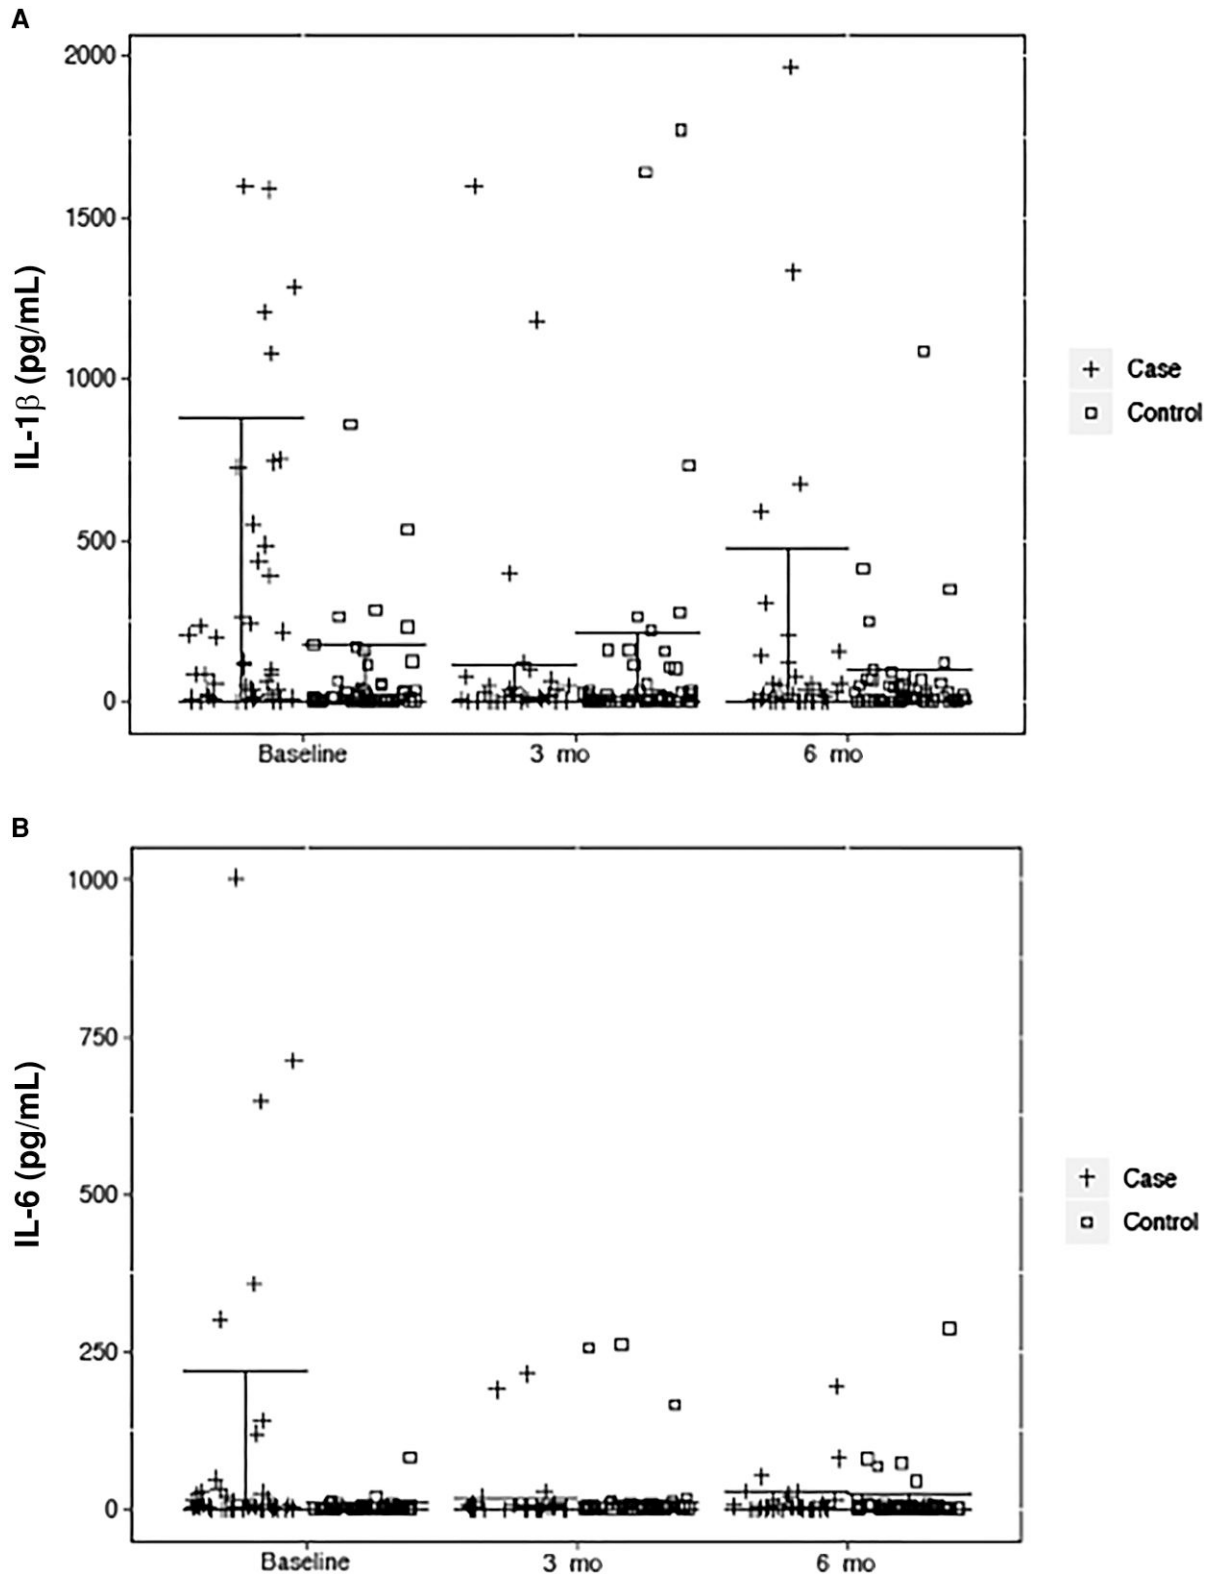 A
IL-1β (pg/mL)
2000
1500
1000
500
0
Baseline
3 mo
6 mo
Case
Control
B
IL-6 (pg/mL)
1000
750
500
250
0
Baseline
3 mo
6 mo
Case
Control